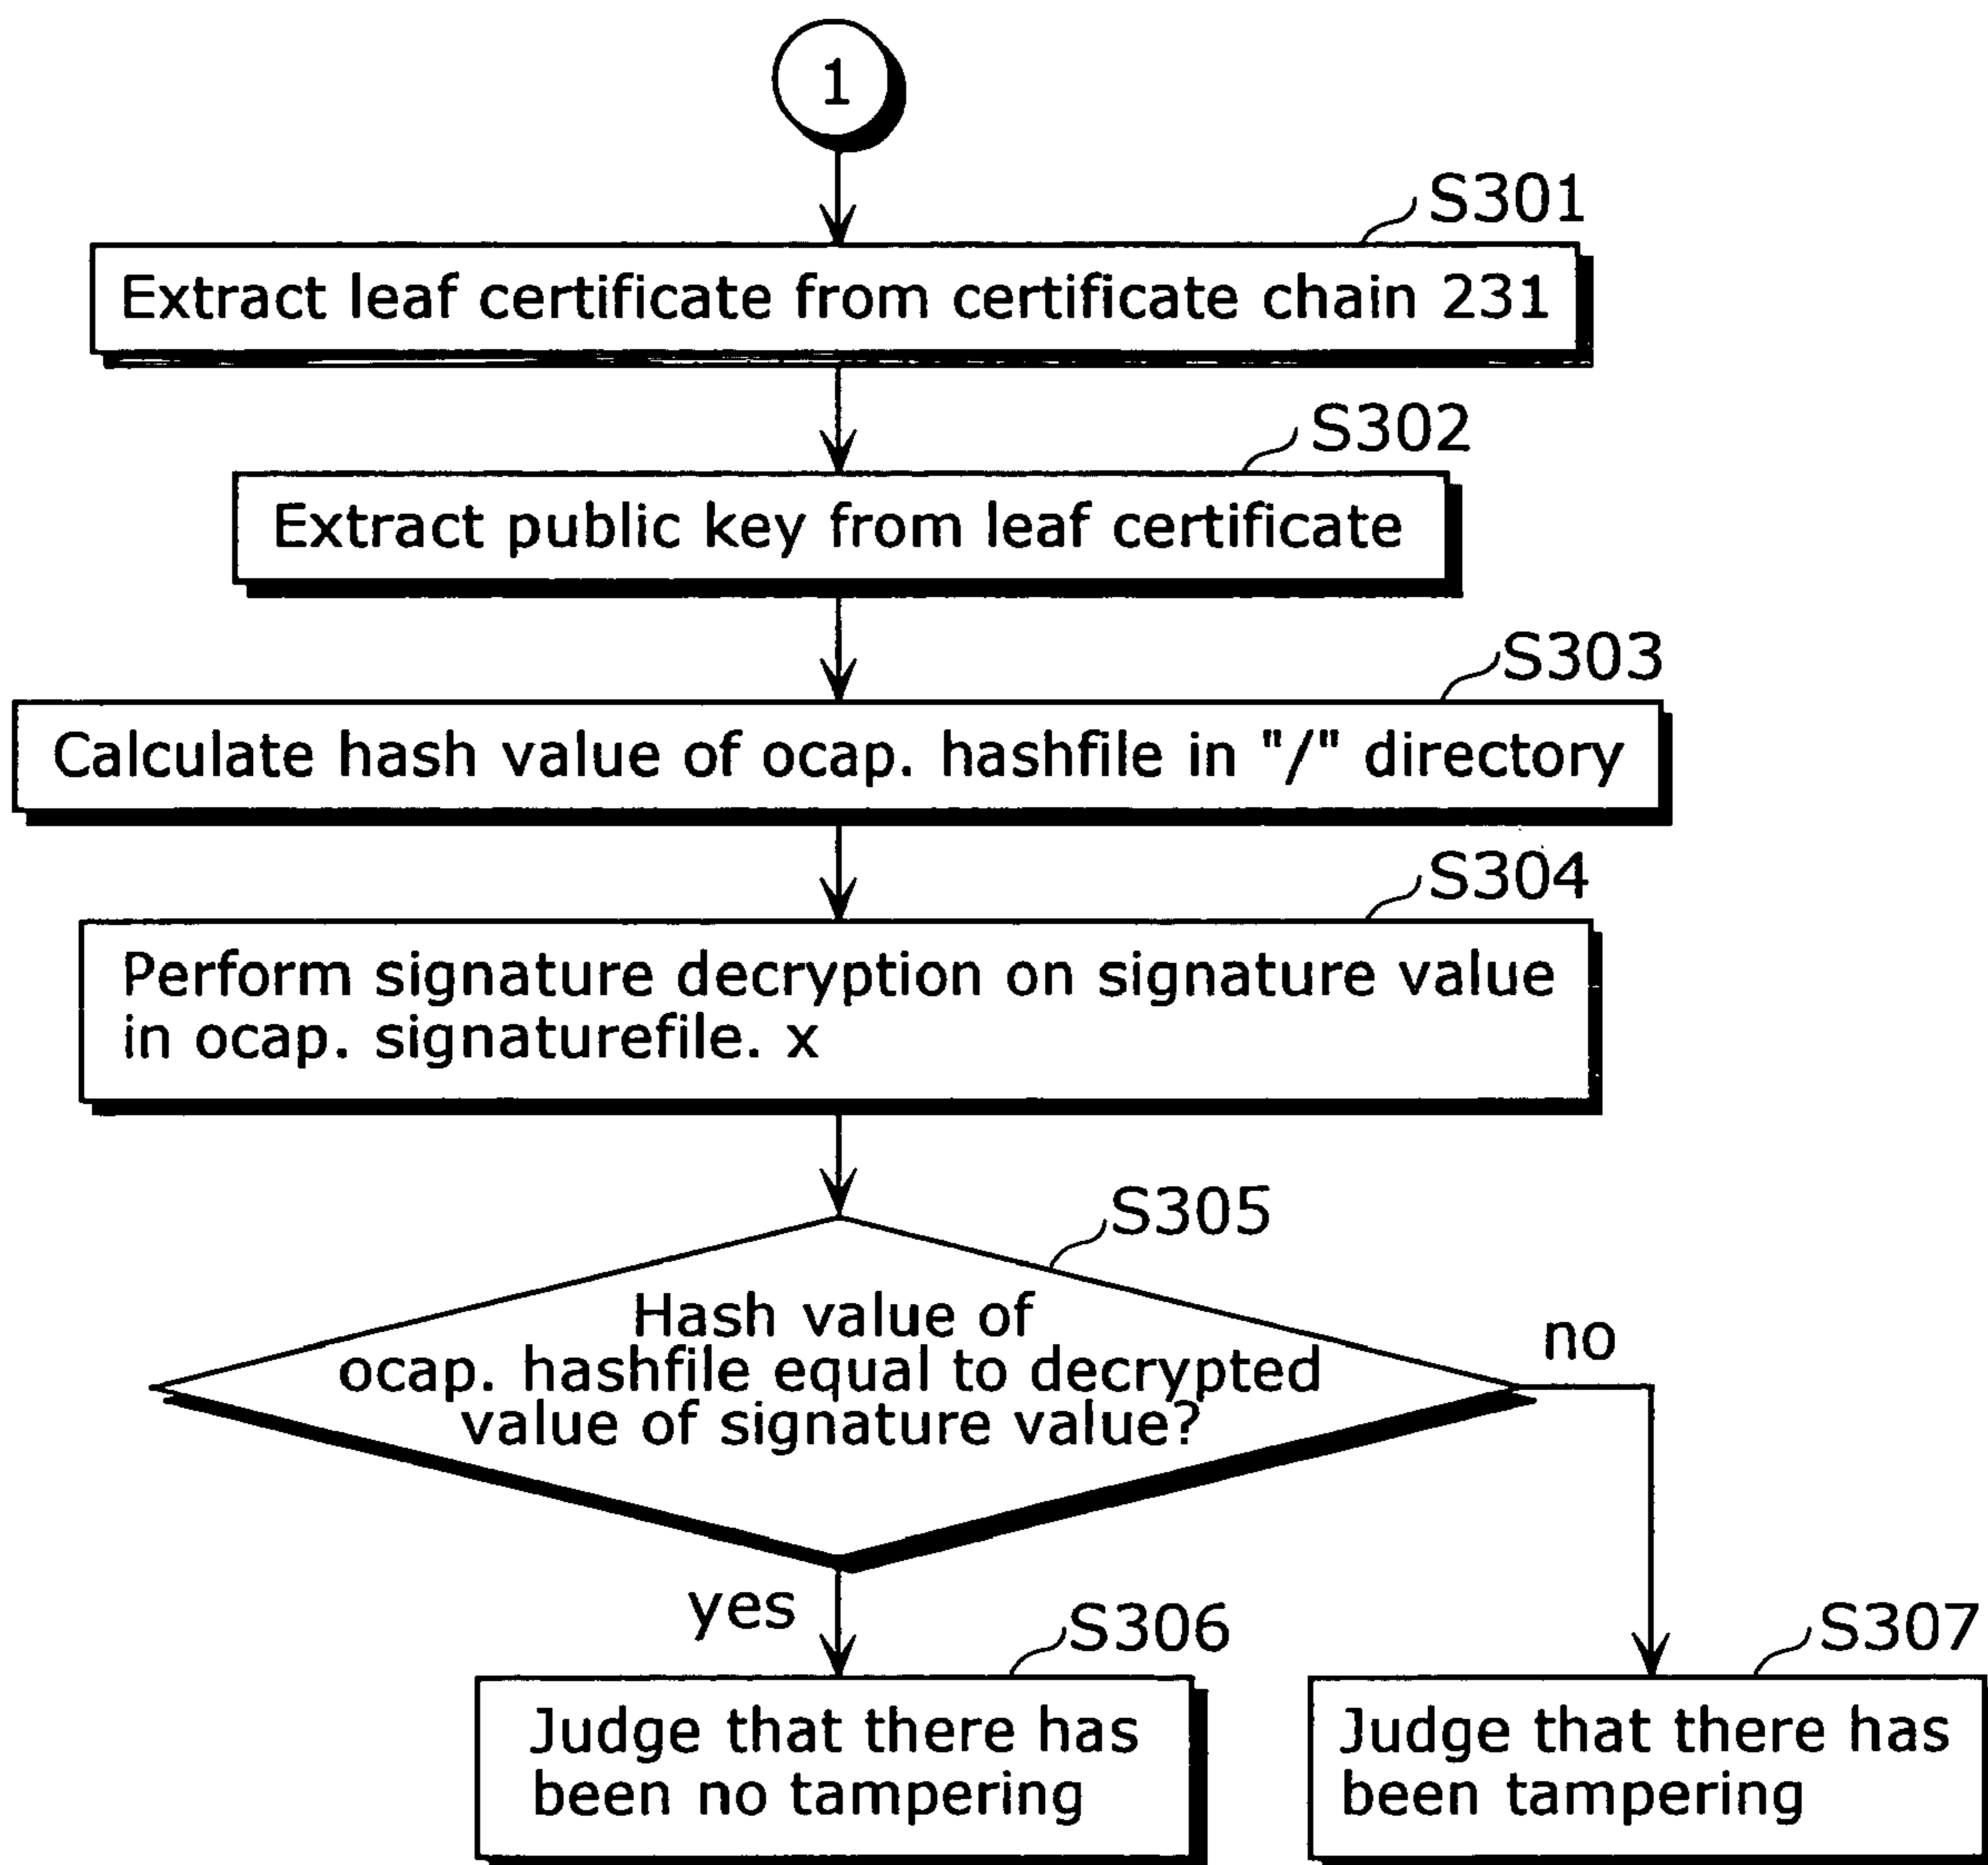 1
S301
Extract leaf certificate from certificate chain 231
S302
Extract public key from leaf certificate
S303
Calculate hash value of ocap. hashfile in "/" directory
S304
Perform signature decryption on signature value
in ocap. signaturefile. x
S305
Hash value of
ocap. hashfile equal to decrypted
value of signature value?
no
yes
S306
Judge that there has
been no tampering
S307
Judge that there has
been tampering